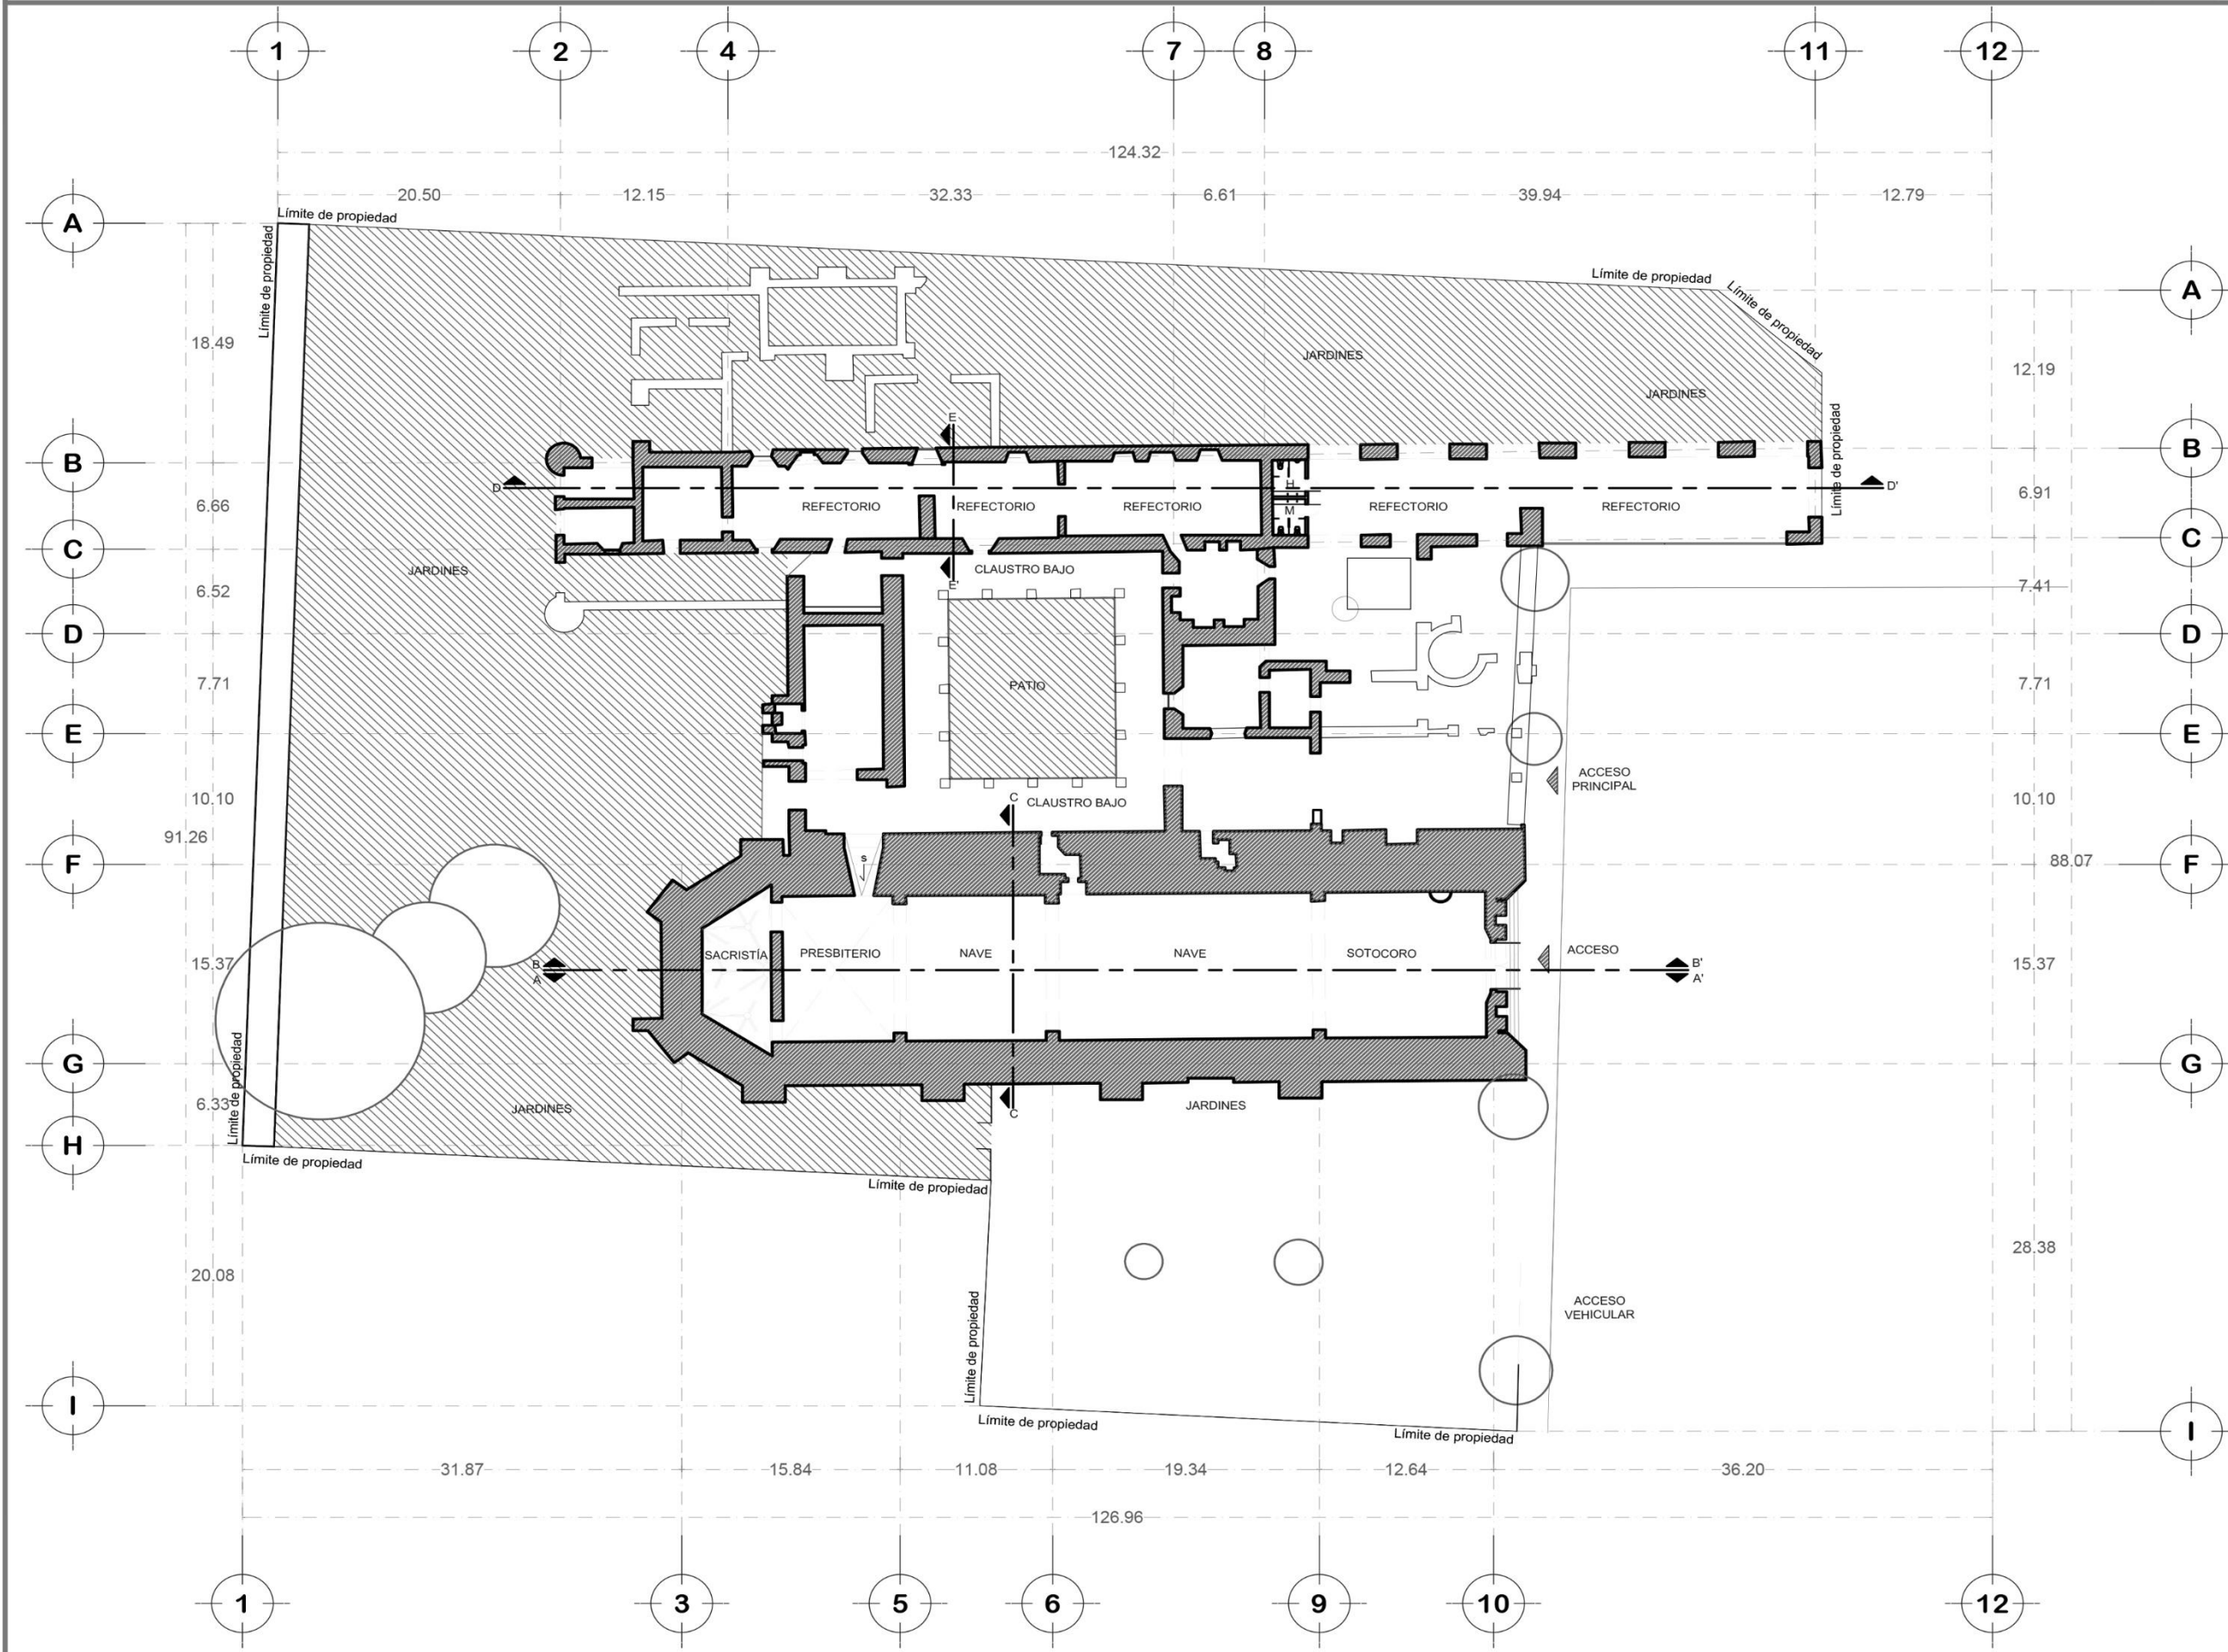 1 2 4 7 8 11 12
124.32
20.50 12.15 32.33 6.61 39.94 12.79
Límite de propiedad
A
Límite de propiedad
Límite de propiedad
Límite de propiedad
A
18.49
JARDINES
12.19
JARDINES
Límite de propiedad
E
B
B
D
H
D'
6.66
REFECTORIO
REFECTORIO
REFECTORIO
M
REFECTORIO
REFECTORIO
6.91
C
C
JARDINES
CLAUSTRO BAJO
E'
6.52
7.41
D
D
7.71
PATIO
7.71
E
E
ACCESO
PRINCIPAL
10.10
C
CLAUSTRO BAJO
10.10
91.26
88.07
F
S
F
SACRISTÍA
PRESBITERIO
NAVE
NAVE
SOTOCORO
ACCESO
15.37
B
A
B'
A'
15.37
G
G
Límite de propiedad
6.33
JARDINES
C
JARDINES
H
Límite de propiedad
Límite de propiedad
20.08
28.38
ACCESO
VEHICULAR
Límite de propiedad
I
Límite de propiedad
Límite de propiedad
I
31.87 15.84 11.08 19.34 12.64 36.20
126.96
1 3 5 6 9 10 12